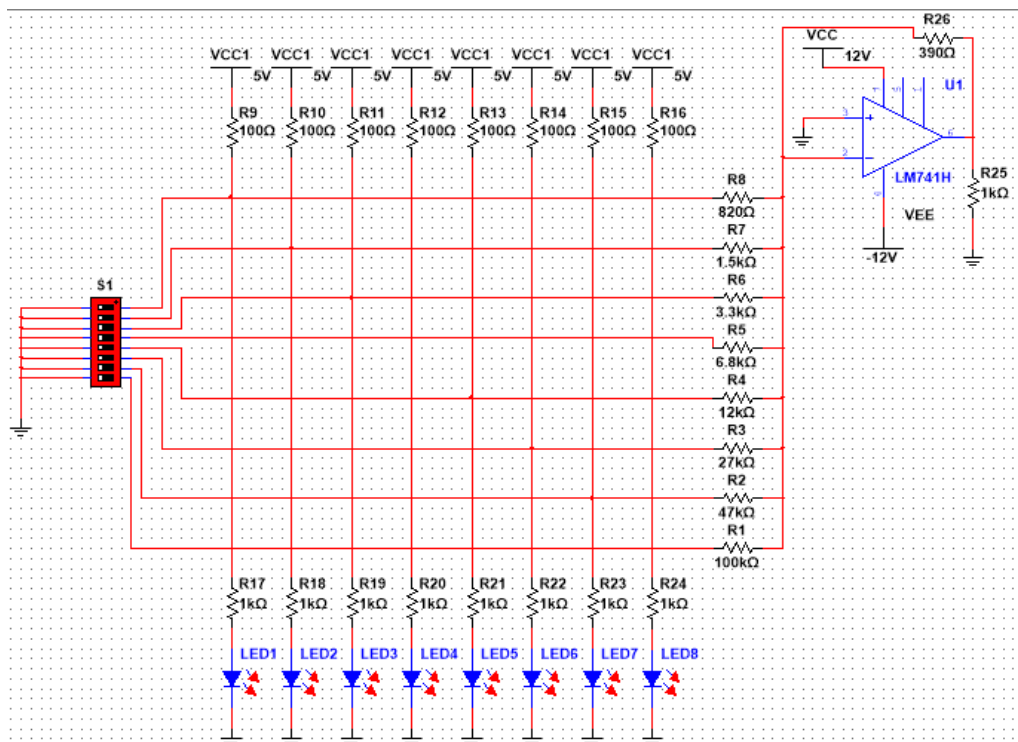 R26
390Ω
VCC
12V
U1
VCC1 VCC1 VCC1 VCC1 VCC1 VCC1 VCC1 VCC1
5V 5V 5V 5V 5V 5V 5V 5V
R9 R10 R11 R12 R13 R14 R15 R16
100Ω 100Ω 100Ω 100Ω 100Ω 100Ω 100Ω 100Ω
3
2
6
LM741H
R25
1kΩ
VEE
-12V
R8
820Ω
R7
1.5kΩ
R6
3.3kΩ
R5
6.8kΩ
R4
12kΩ
R3
27kΩ
R2
47kΩ
R1
100kΩ
S1
R17 R18 R19 R20 R21 R22 R23 R24
1kΩ 1kΩ 1kΩ 1kΩ 1kΩ 1kΩ 1kΩ 1kΩ
LED1 LED2 LED3 LED4 LED5 LED6 LED7 LED8